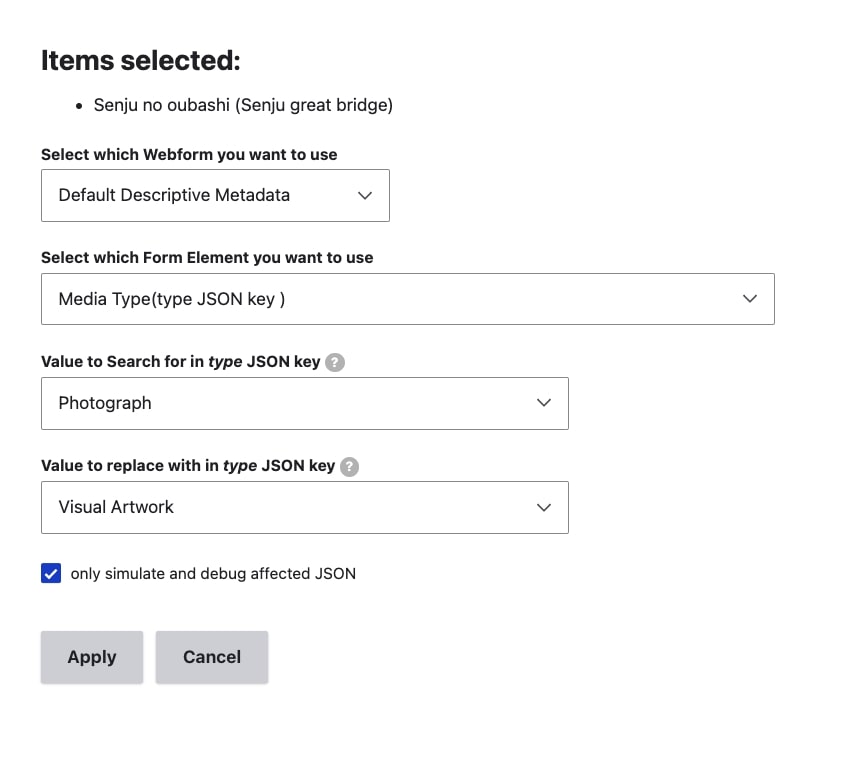 Items selected:
• Senju no oubashi (Senju great bridge)
Select which Webform you want to use
Default Descriptive Metadata
Select which Form Element you want to use
Media Type(type JSON key )
Value to Search for in type JSON key ?
Photograph
Value to replace with in type JSON key ?
Visual Artwork
only simulate and debug affected JSON
Apply Cancel